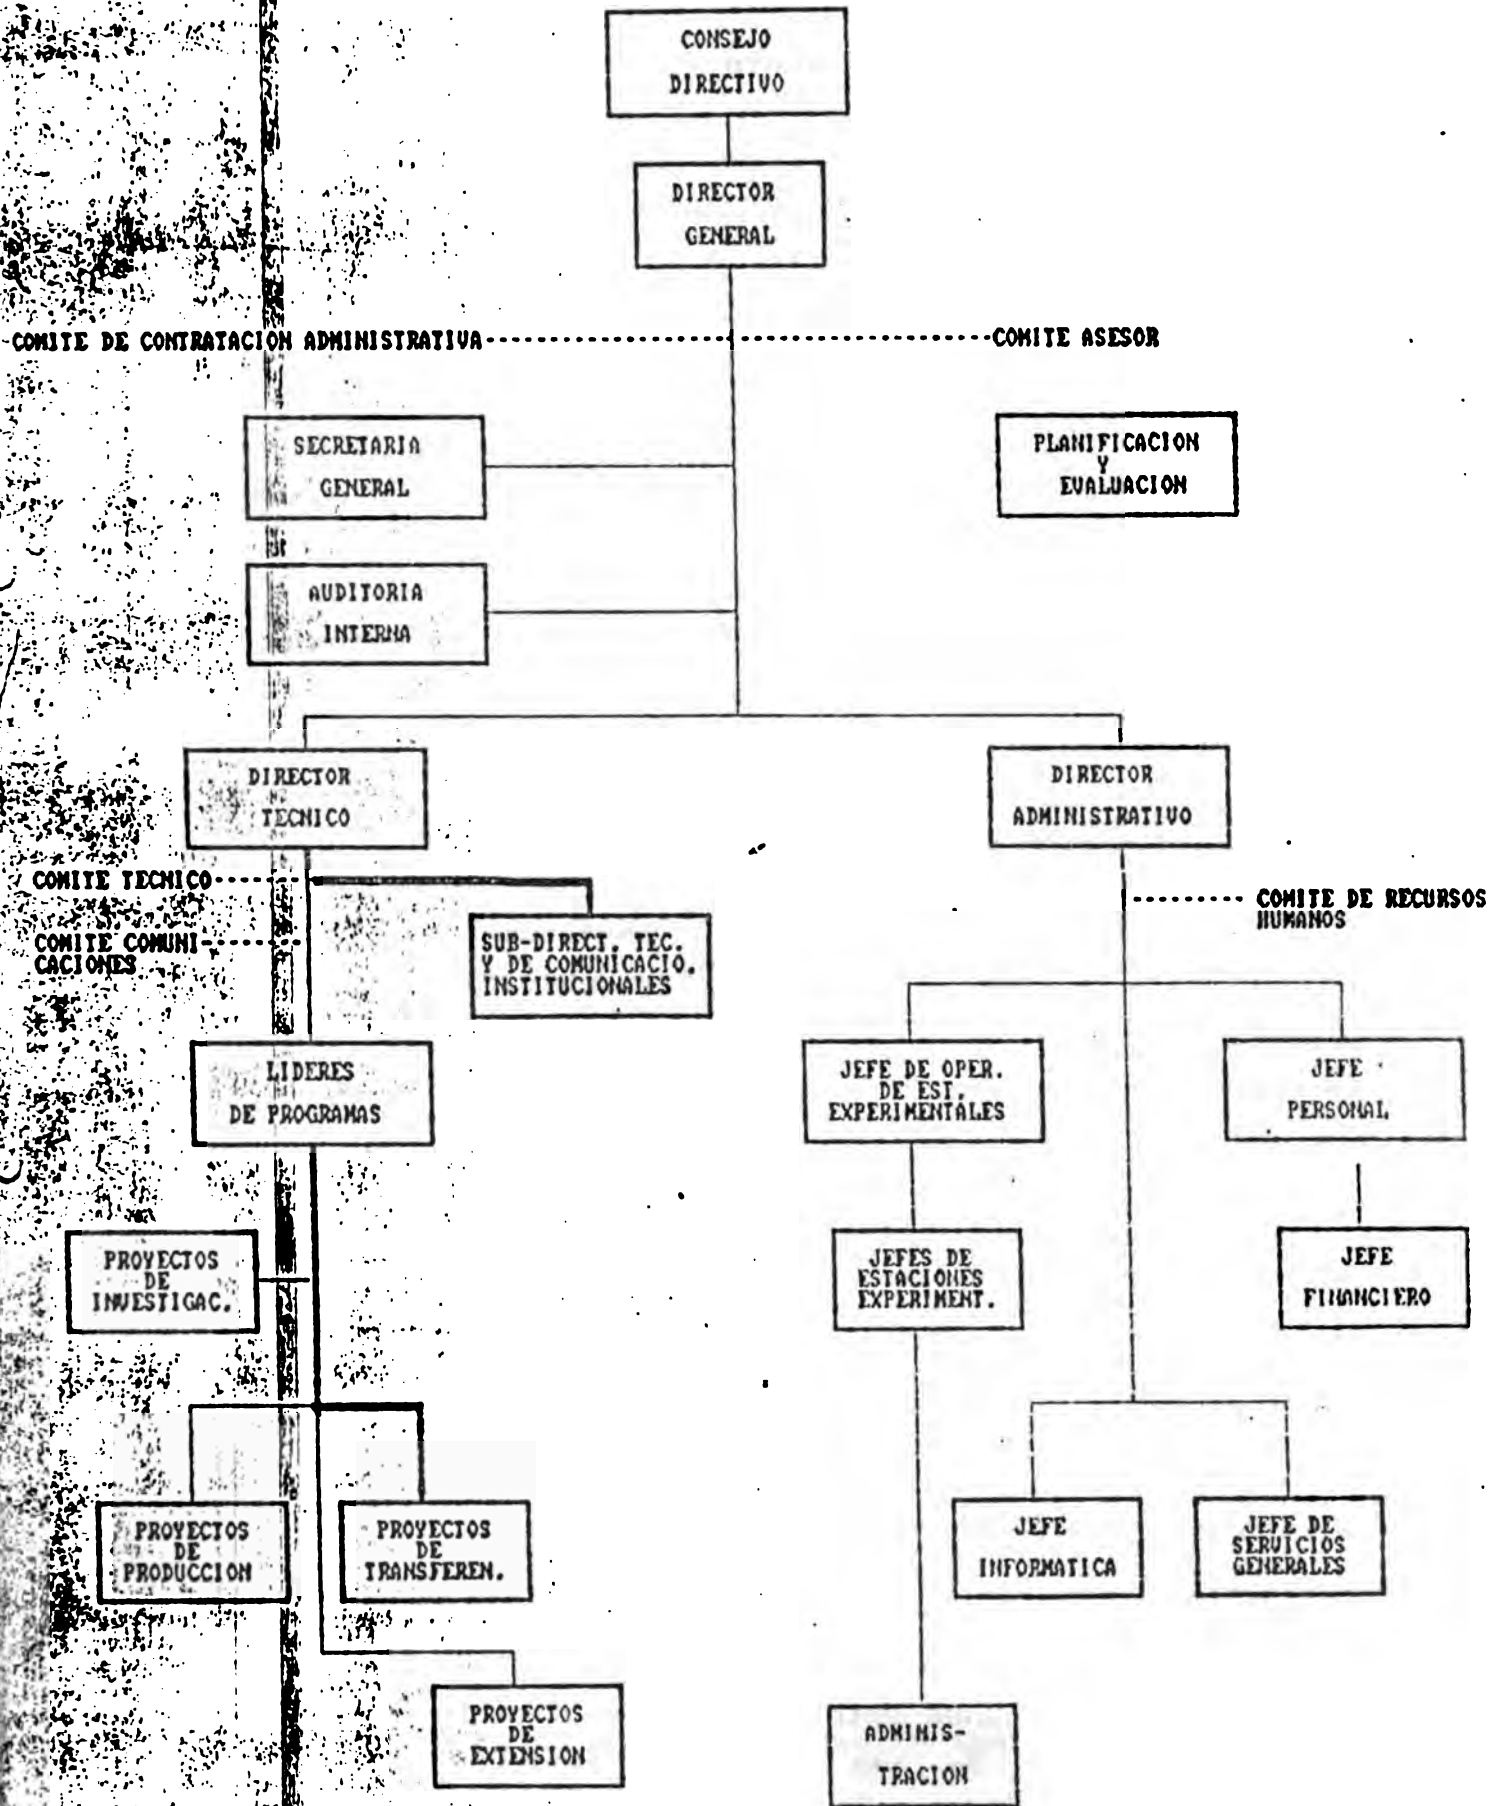 CONSEJO
DIRECTIVO
DIRECTOR
GENERAL
COMITE DE CONTRATACION ADMINISTRATIVA
COMITE ASESOR
SECRETARIA
GENERAL
PLANIFICACION
Y
EVALUACION
AUDITORIA
INTERNA
DIRECTOR
TECNICO
DIRECTOR
ADMINISTRATIVO
COMITE TECNICO
COMITE COMUNI-
CACIONES
SUB-DIRECT. TEC.
Y DE COMUNICACIO.
INSTITUCIONALES
COMITE DE RECURSOS
HUMANOS
LIDERES
DE PROGRAMAS
JEFE DE OPER.
DE EST.
EXPERIMENTALES
JEFE
PERSONAL
PROYECTOS
DE
INVESTIGAC.
JEFES DE
ESTACIONES
EXPERIMENT.
JEFE
FINANCIERO
PROYECTOS
DE
PRODUCCION
PROYECTOS
DE
TRANSFEREN.
JEFE
INFORMATICA
JEFE DE
SERVICIOS
GENERALES
PROYECTOS
DE
EXTENSION
ADMINIS-
TRACION